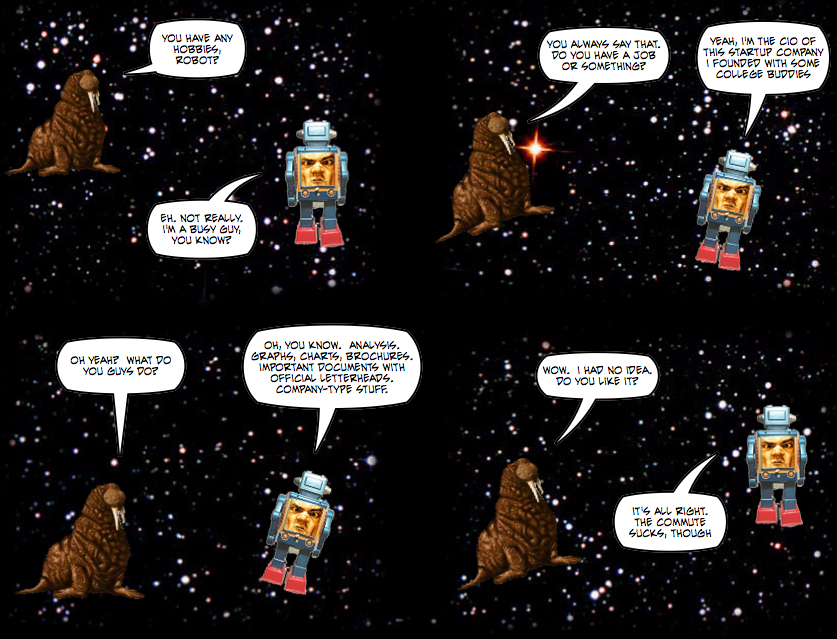 YOU HAVE ANY
HOBBIES,
ROBOT?
EH. NOT REALLY.
I'M A BUSY GUY,
YOU KNOW?
YOU ALWAYS SAY THAT.
DO YOU HAVE A JOB
OR SOMETHING?
YEAH, I'M THE CIO OF
THIS STARTUP COMPANY
I FOUNDED WITH SOME
COLLEGE BUDDIES
OH YEAH? WHAT DO
YOU GUYS DO?
OH, YOU KNOW. ANALYSIS.
GRAPHS, CHARTS, BROCHURES.
IMPORTANT DOCUMENTS WITH
OFFICIAL LETTERHEADS.
COMPANY-TYPE STUFF.
WOW. I HAD NO IDEA.
DO YOU LIKE IT?
IT'S ALL RIGHT.
THE COMMUTE
SUCKS, THOUGH